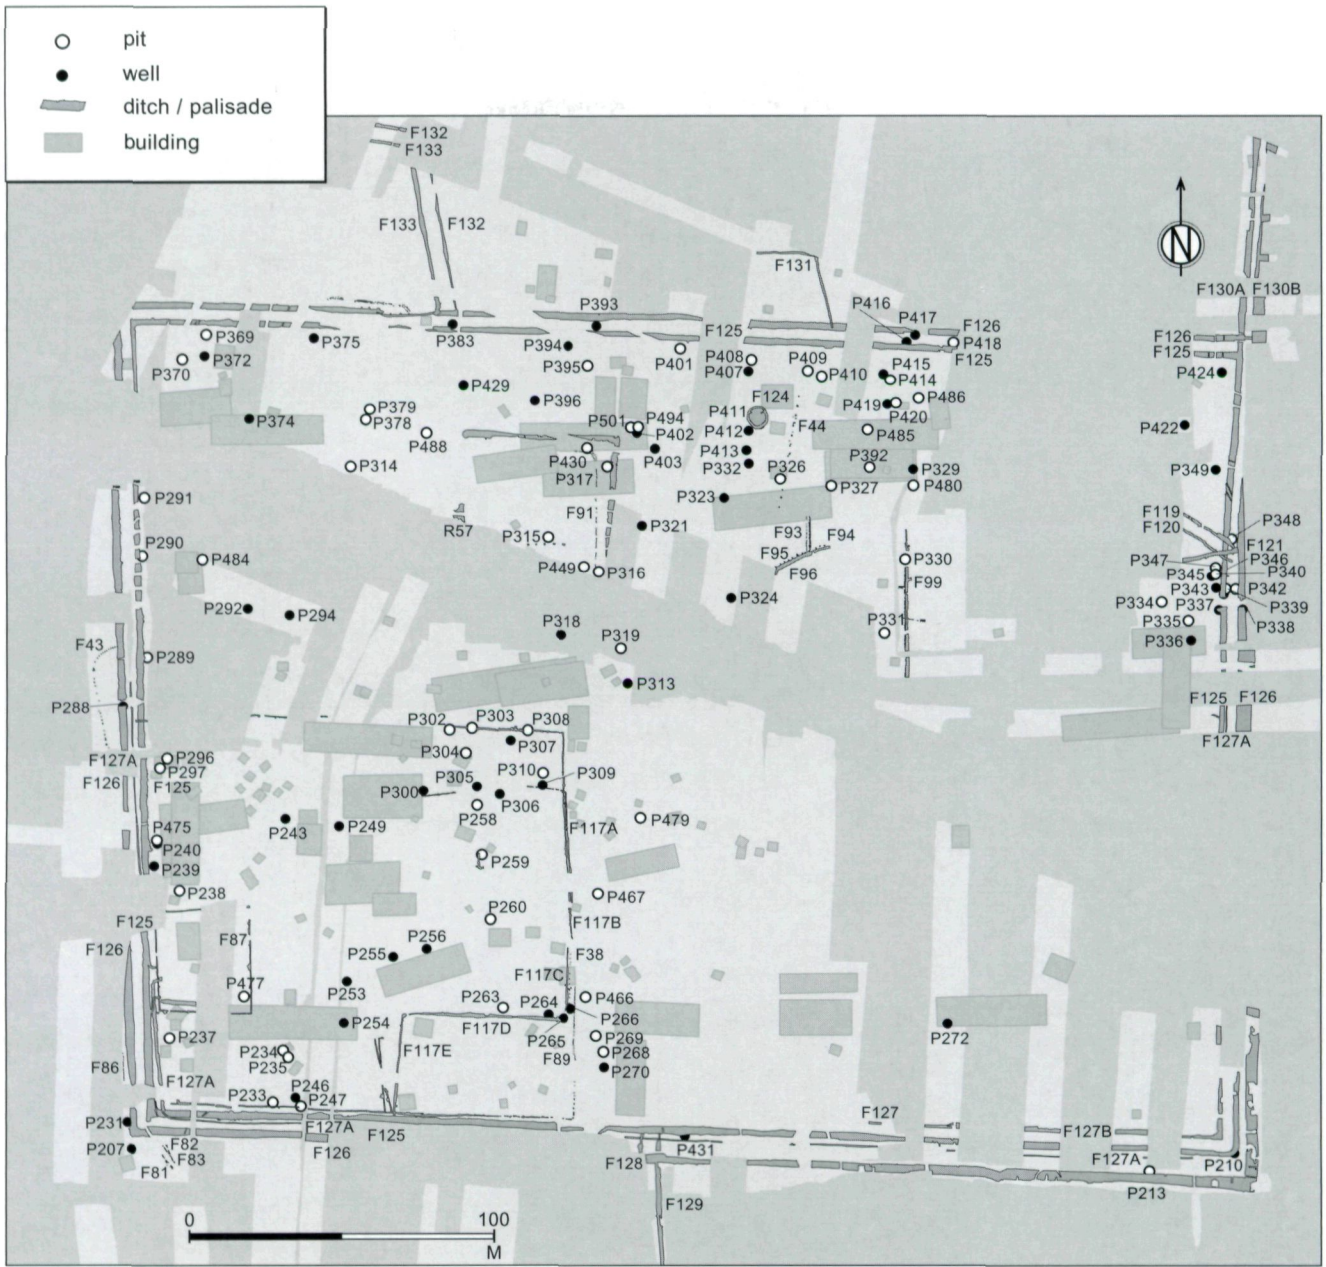 pit
well
ditch / palisade
building
F132
F133
F133
F132
F131
N
F130A
F130B
P416
P393
P417
F126
F125
P418
F125
F126
F125
P369
P375
P383
P394
P401
P408
P409
P372
P370
P395
P407
P410
P415
P414
P424
P429
P396
F124
P486
P379
P378
P501
P494
P411
P419
P420
P374
P488
P402
P412
F44
P485
P422
P430
P403
P413
P392
P314
P317
P332
P326
P329
P349
P327
P480
P291
P323
R57
F91
P321
F93
F94
F119
P348
F120
P290
P315
F95
F121
P484
P449
P316
F96
P330
P347
P346
P345
P340
F99
P343
P342
P292
P294
P324
P334
P337
P339
P318
P331
P335
P338
F43
P319
P336
P289
P313
P288
P302
P303
P308
F125
F126
P304
P307
F127A
F127A
P296
P297
F126
F125
P310
P309
P305
P300
P306
P258
P243
P249
F117A
P479
P475
P240
P239
P259
P238
P467
F125
P260
F117B
F126
F87
P256
P255
F38
F117C
P253
P477
P263
P264
P466
P266
P254
F117D
P265
P237
P269
P272
P234
P235
F117E
F89
P268
F86
P270
F127A
P246
P233
P247
F127
P231
F127A
F125
F127B
P207
F82
F83
F126
P431
F81
F128
F127A
P210
P213
F129
0
100
M